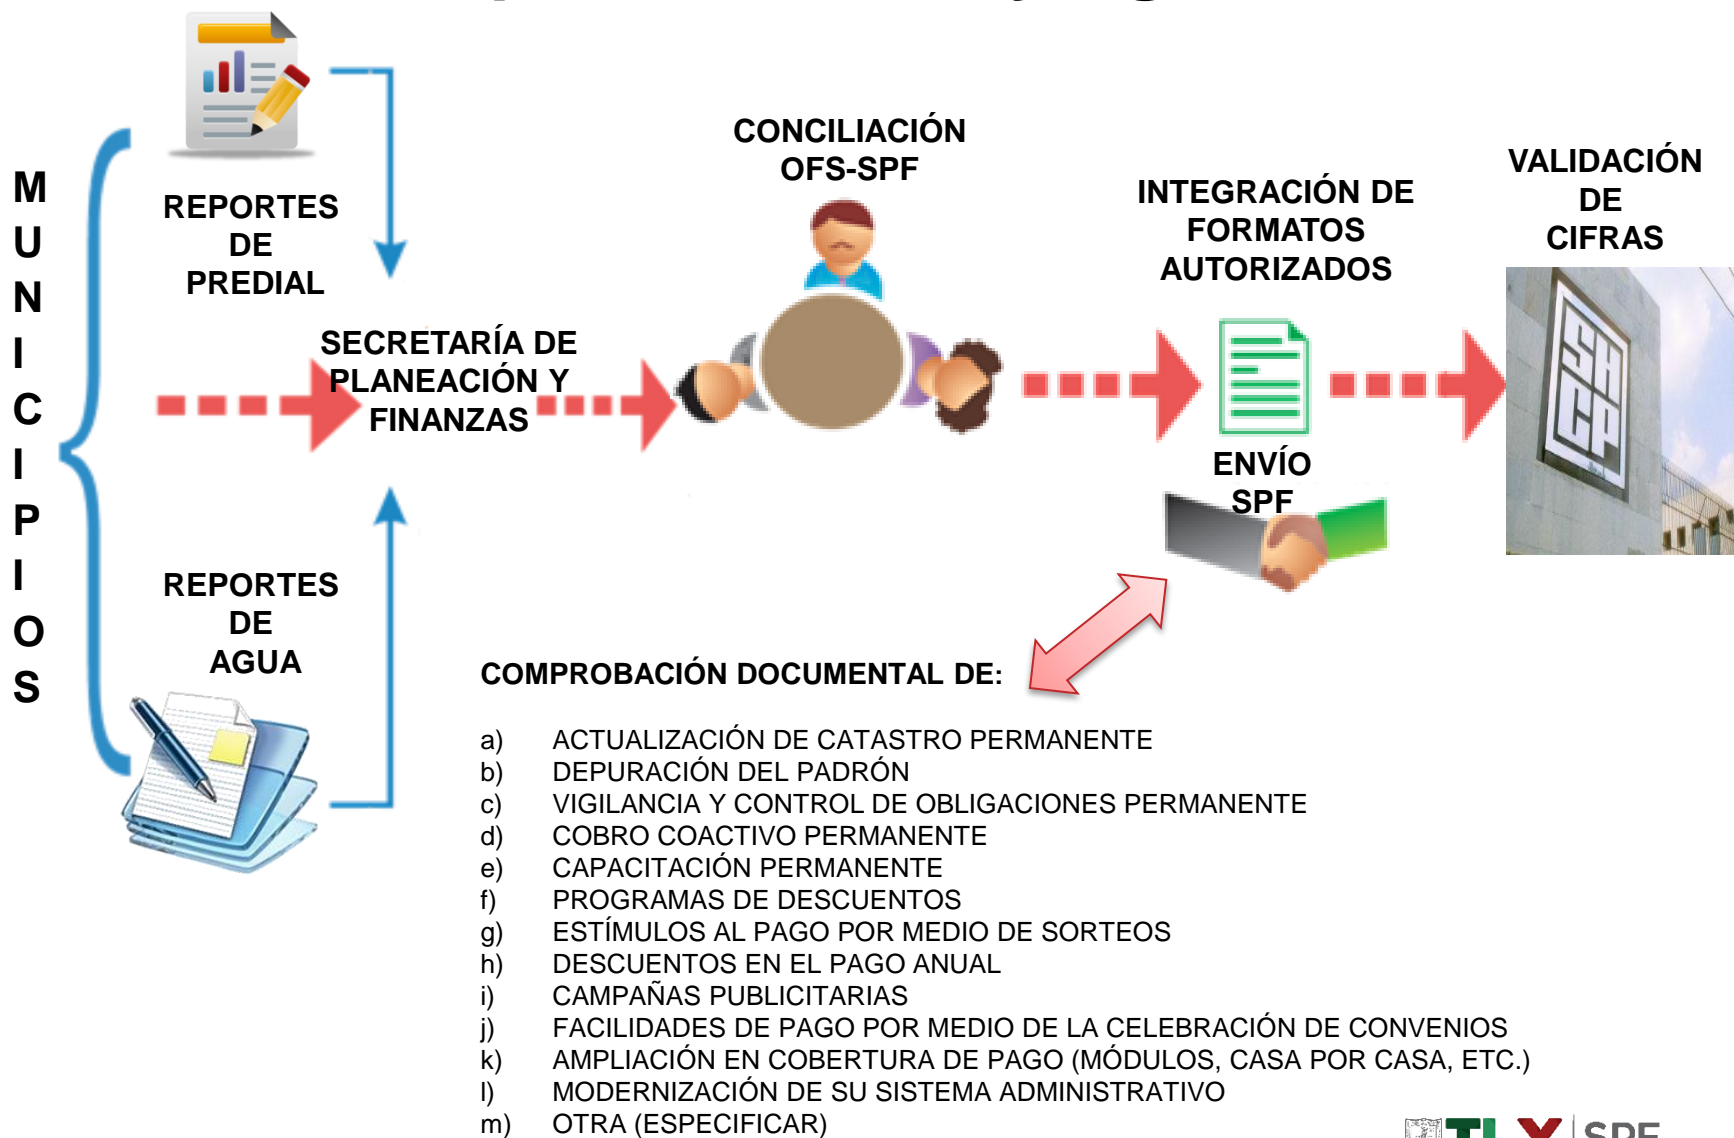 MUNICIPIOS
REPORTES
DE
PREDIAL
REPORTES
DE
AGUA
SECRETARÍA DE
PLANEACIÓN Y
FINANZAS
CONCILIACIÓN
OFS-SPF
INTEGRACIÓN DE
FORMATOS
AUTORIZADOS
ENVÍO
SPF
VALIDACIÓN
DE
CIFRAS
SHCP
COMPROBACIÓN DOCUMENTAL DE:
a) ACTUALIZACIÓN DE CATASTRO PERMANENTE
b) DEPURACIÓN DEL PADRÓN
c) VIGILANCIA Y CONTROL DE OBLIGACIONES PERMANENTE
d) COBRO COACTIVO PERMANENTE
e) CAPACITACIÓN PERMANENTE
f) PROGRAMAS DE DESCUENTOS
g) ESTÍMULOS AL PAGO POR MEDIO DE SORTEOS
h) DESCUENTOS EN EL PAGO ANUAL
i) CAMPAÑAS PUBLICITARIAS
j) FACILIDADES DE PAGO POR MEDIO DE LA CELEBRACIÓN DE CONVENIOS
k) AMPLIACIÓN EN COBERTURA DE PAGO (MÓDULOS, CASA POR CASA, ETC.)
l) MODERNIZACIÓN DE SU SISTEMA ADMINISTRATIVO
m) OTRA (ESPECIFICAR)
TLX SPF